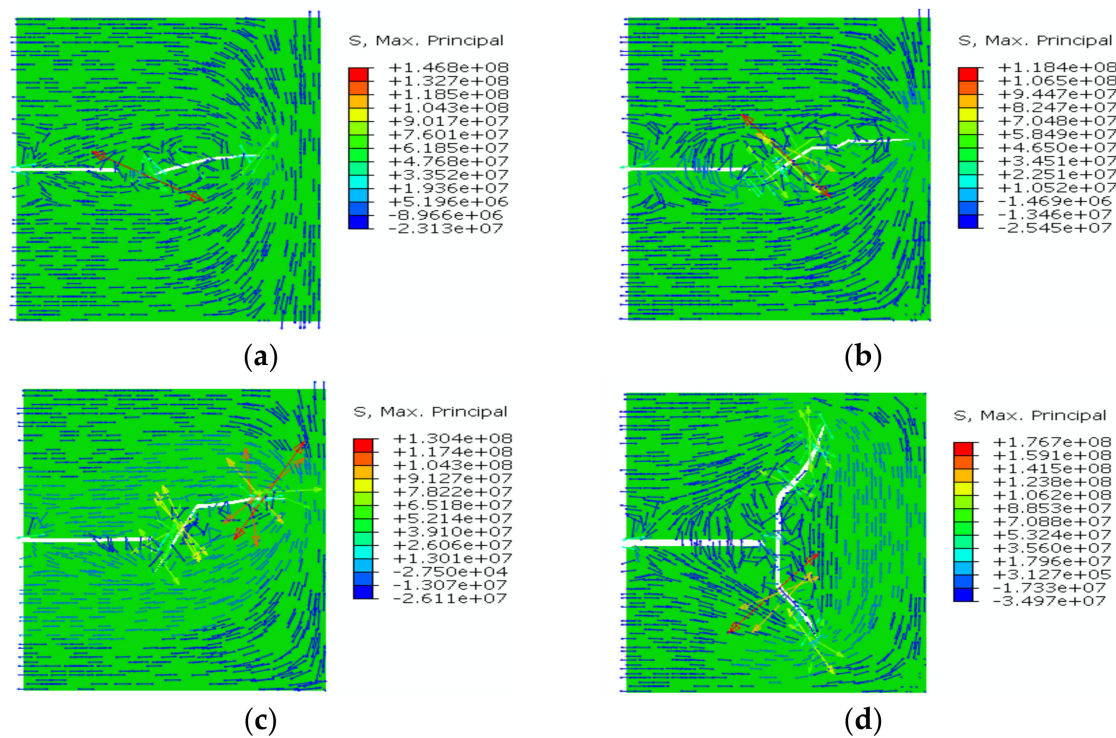 S, Max. Principal
+1.468e+08
+1.327e+08
+1.185e+08
+1.043e+08
+9.017e+07
+7.601e+07
+6.185e+07
+4.768e+07
+3.352e+07
+1.936e+07
+5.196e+06
-8.966e+06
-2.313e+07
(a)
S, Max. Principal
+1.184e+08
+1.065e+08
+9.447e+07
+8.247e+07
+7.048e+07
+5.849e+07
+4.650e+07
+3.451e+07
+2.251e+07
+1.052e+07
-1.469e+06
-1.346e+07
-2.545e+07
(b)
S, Max. Principal
+1.304e+08
+1.174e+08
+1.043e+08
+9.127e+07
+7.822e+07
+6.518e+07
+5.214e+07
+3.910e+07
+2.606e+07
+1.301e+07
-2.750e+04
-1.307e+07
-2.611e+07
(c)
S, Max. Principal
+1.767e+08
+1.591e+08
+1.415e+08
+1.238e+08
+1.062e+08
+8.853e+07
+7.088e+07
+5.324e+07
+3.560e+07
+1.796e+07
+3.127e+05
-1.733e+07
-3.497e+07
(d)